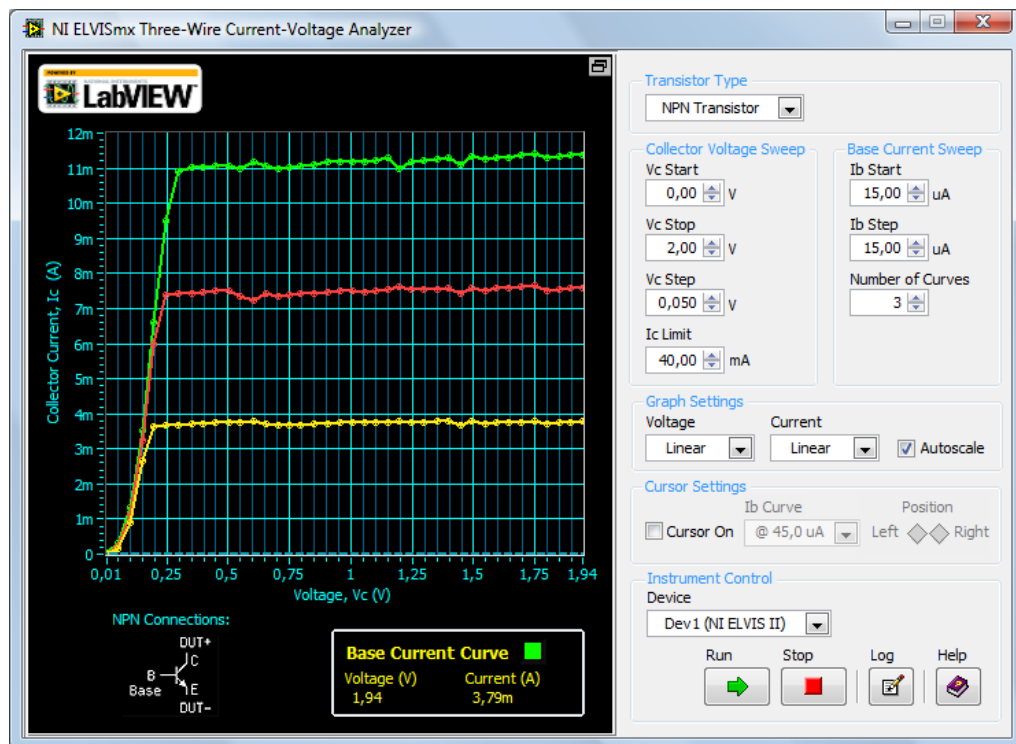 NI ELVISmx Three-Wire Current-Voltage Analyzer
POWERED BY
NATIONAL INSTRUMENTS
LabVIEW
12m
11m
10m
9m
8m
7m
6m
5m
4m
3m
2m
1m
0
Collector Current, Ic (A)
0,01 0,25 0,5 0,75 1 1,25 1,5 1,75 1,94
Voltage, Vc (V)
NPN Connections:
DUT+
C
B
Base
E
DUT-
Base Current Curve
Voltage (V) Current (A)
1,94 3,79m
Transistor Type
NPN Transistor
Collector Voltage Sweep
Vc Start
0,00 V
Vc Stop
2,00 V
Vc Step
0,050 V
Ic Limit
40,00 mA
Base Current Sweep
Ib Start
15,00 uA
Ib Step
15,00 uA
Number of Curves
3
Graph Settings
Voltage Current
Linear Linear Autoscale
Cursor Settings
Ib Curve Position
Cursor On @ 45,0 uA Left Right
Instrument Control
Device
Dev1 (NI ELVIS II)
Run Stop Log Help